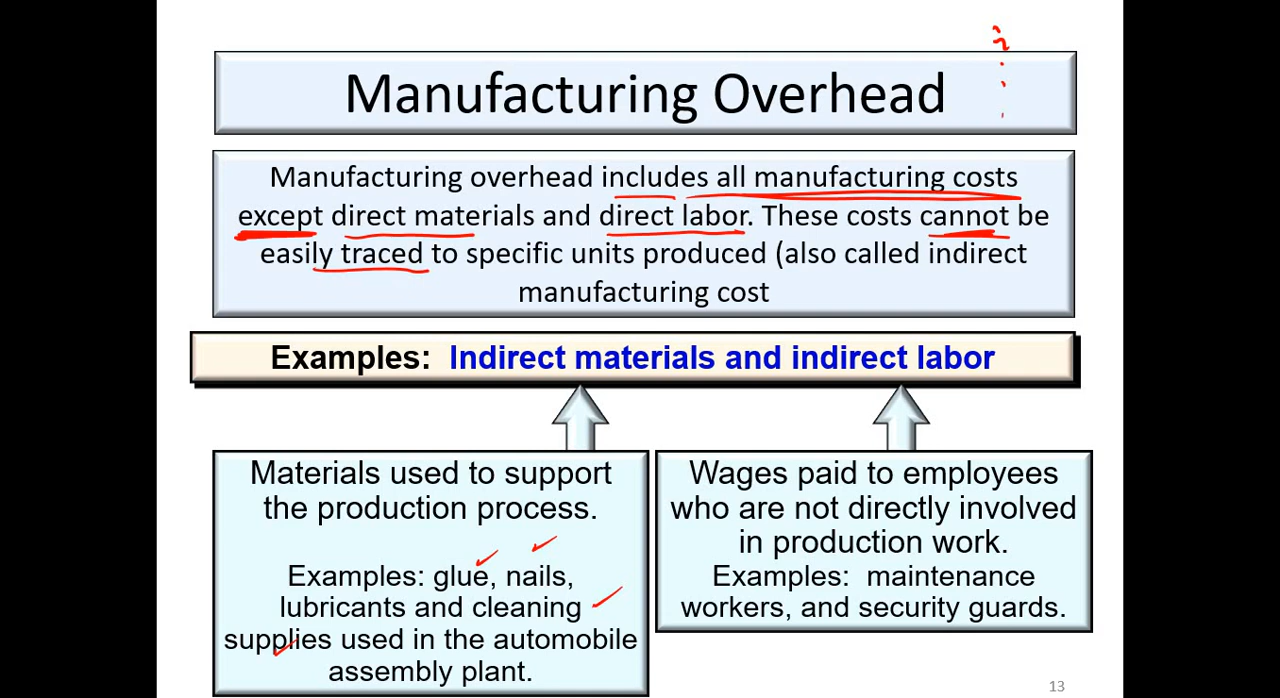 Manufacturing Overhead
Manufacturing overhead includes all manufacturing costs
except direct materials and direct labor. These costs cannot be
easily traced to specific units produced (also called indirect
manufacturing cost
Examples: Indirect materials and indirect labor
Materials used to support
the production process.
Examples: glue, nails,
lubricants and cleaning
supplies used in the automobile
assembly plant.
Wages paid to employees
who are not directly involved
in production work.
Examples: maintenance
workers, and security guards.
13